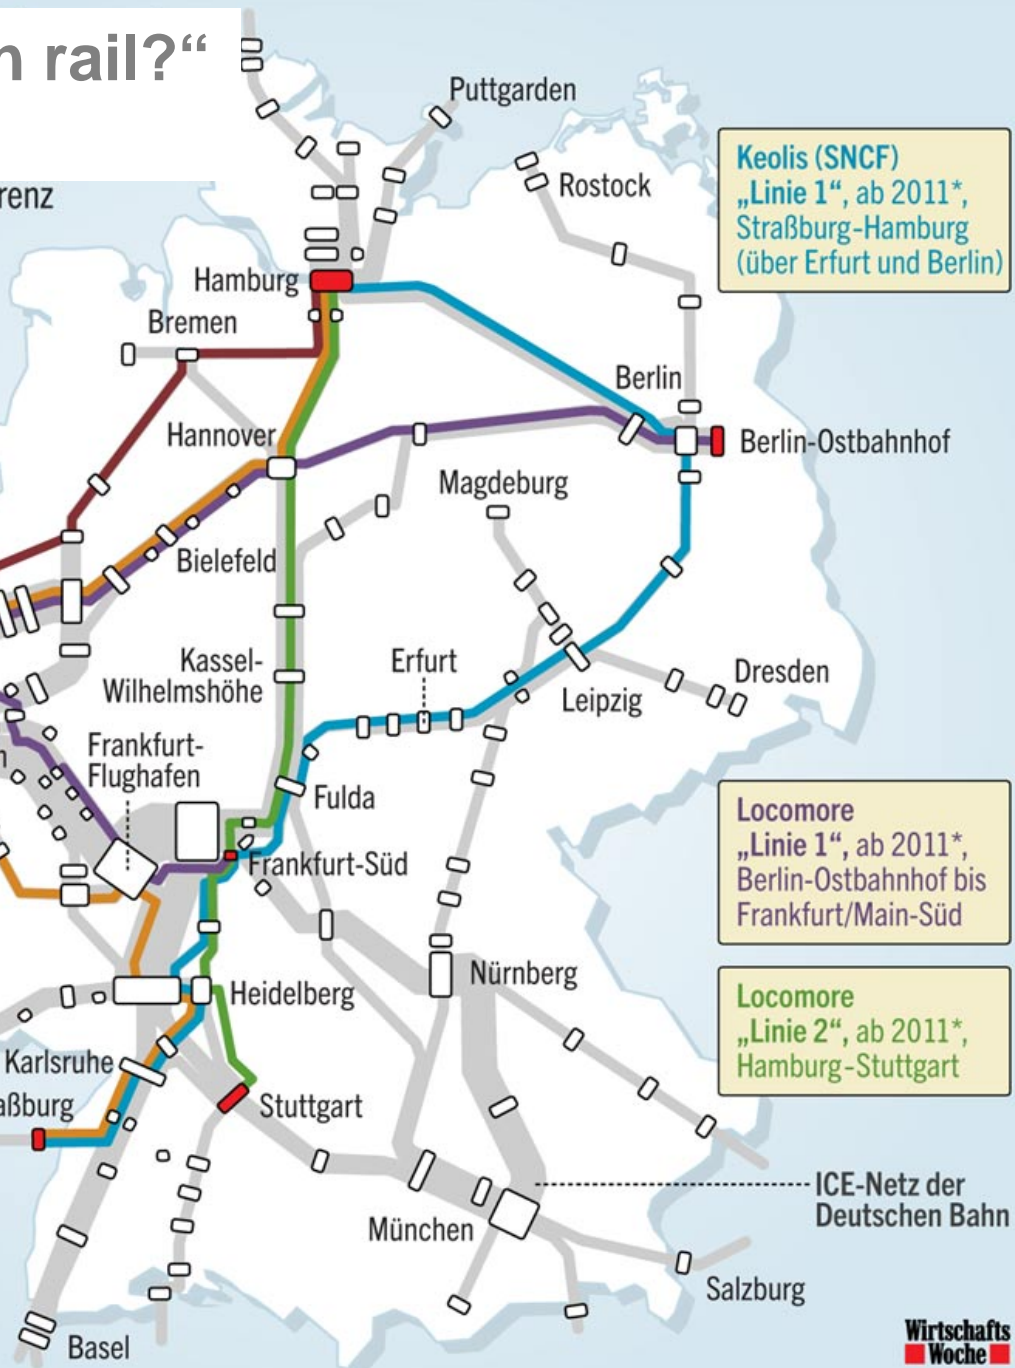 n rail?“
renz
Puttgarden
Rostock
Keolis (SNCF)
„Linie 1“, ab 2011*,
Straßburg-Hamburg
(über Erfurt und Berlin)
Hamburg
Bremen
Berlin
Hannover
Berlin-Ostbahnhof
Magdeburg
Bielefeld
Kassel-
Wilhelmshöhe
Erfurt
Dresden
Leipzig
Frankfurt-
Flughafen
n
Fulda
Frankfurt-Süd
Locomore
„Linie 1“, ab 2011*,
Berlin-Ostbahnhof bis
Frankfurt/Main-Süd
Nürnberg
Heidelberg
Locomore
„Linie 2“, ab 2011*,
Hamburg-Stuttgart
Karlsruhe
aßburg
Stuttgart
ICE-Netz der
Deutschen Bahn
München
Salzburg
Basel
Wirtschafts
Woche